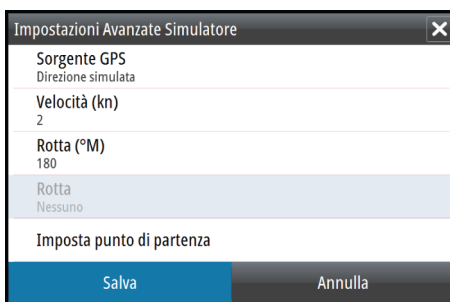 Impostazioni Avanzate Simulatore
Sorgente GPS
Direzione simulata
Velocità (kn)
2
Rotta (°M)
180
Rotta
Nessuno
Imposta punto di partenza
Salva
Annulla